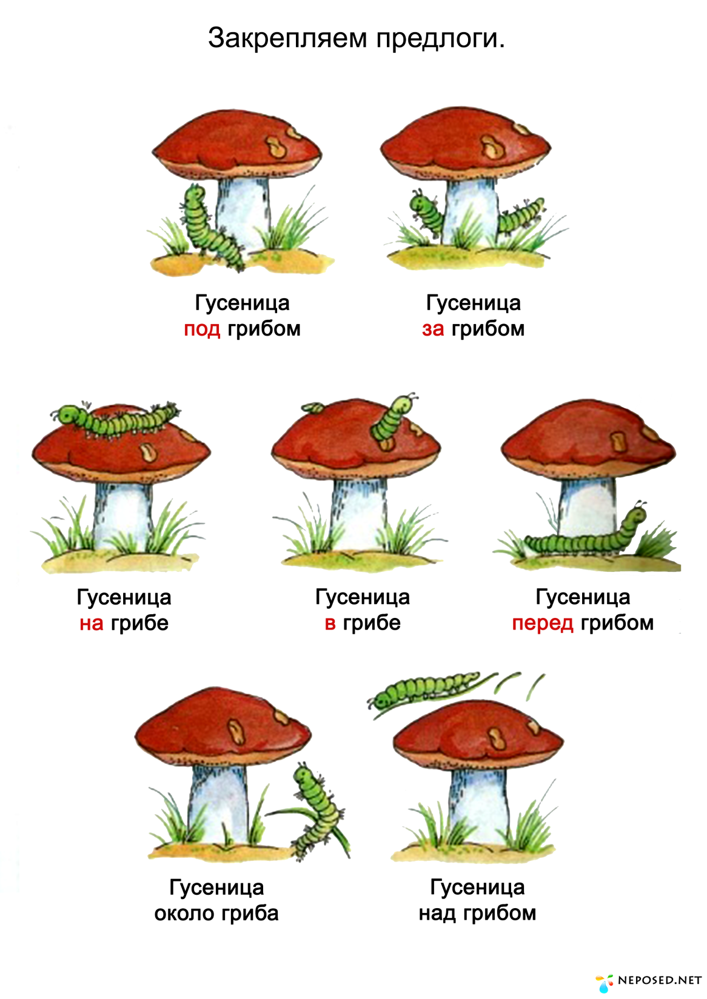 Закрепляем предлоги.
Гусеница
под грибом
Гусеница
за грибом
Гусеница
на грибе
Гусеница
в грибе
Гусеница
перед грибом
Гусеница
около гриба
Гусеница
над грибом
NEPOSED.NET